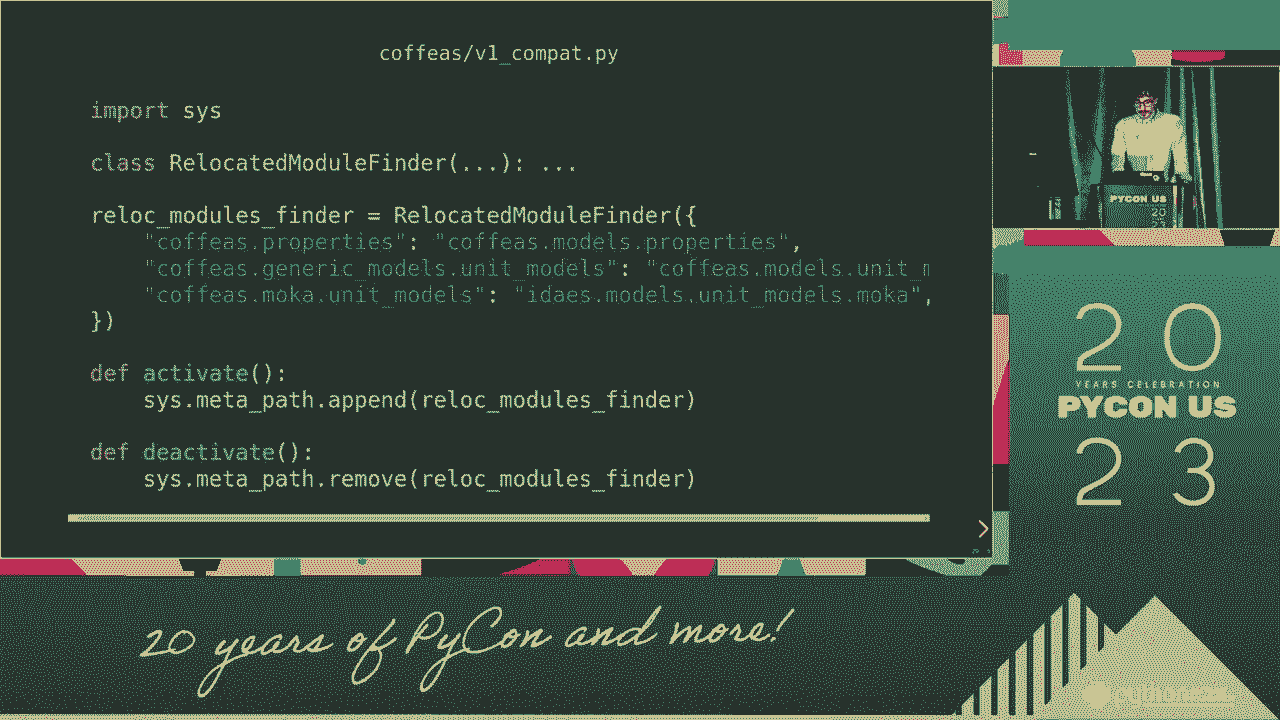 coffeas/v1_compat.py
import sys
class RelocatedModuleFinder(...): ...
reloc_modules_finder = RelocatedModuleFinder({
"coffeas.properties": "coffeas.models.properties",
"coffeas.generic_models.unit_models": "coffeas.models.unit_m
"coffeas.moka.unit_models": "idaes.models.unit_models.moka",
})
def activate():
sys.meta_path.append(reloc_modules_finder)
def deactivate():
sys.meta_path.remove(reloc_modules_finder)
PYCON US
20
23
20
YEARS CELEBRATION
PYCON US
23
20 years of PyCon and more!